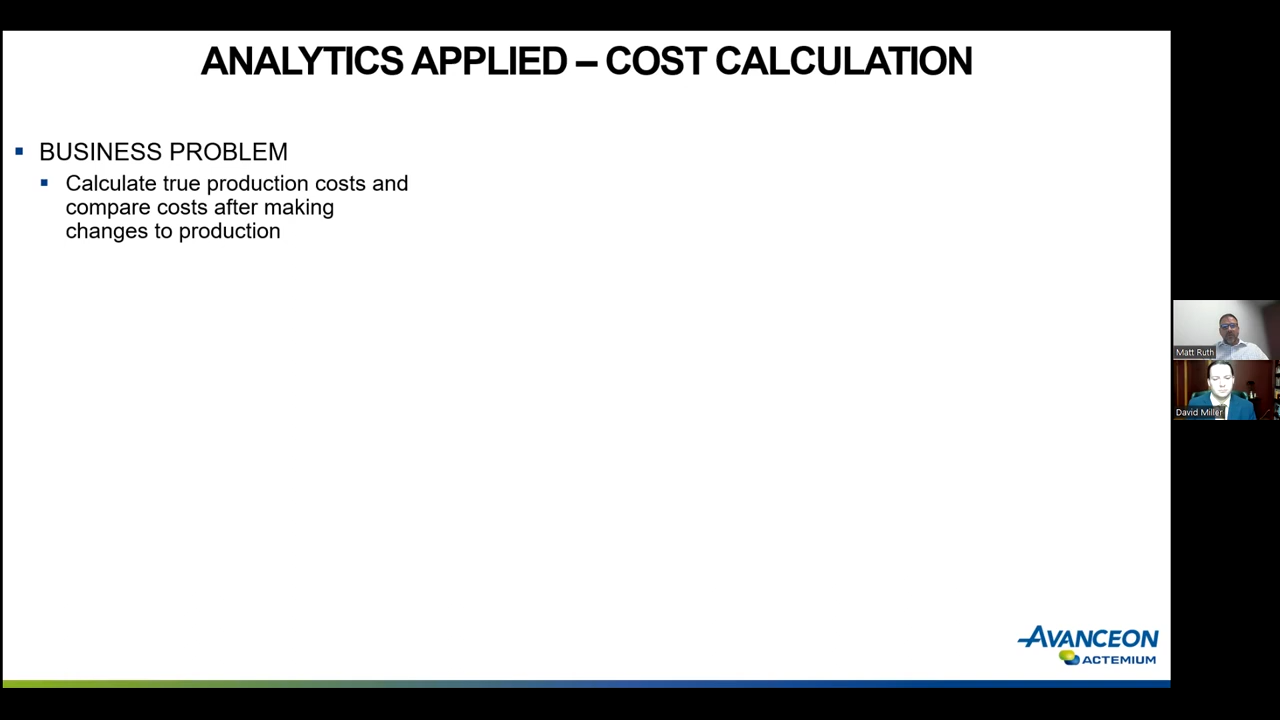 ANALYTICS APPLIED – COST CALCULATION
BUSINESS PROBLEM
Calculate true production costs and
compare costs after making
changes to production
Matt Ruth
David Miller
AVANCEON
ACTEMIUM